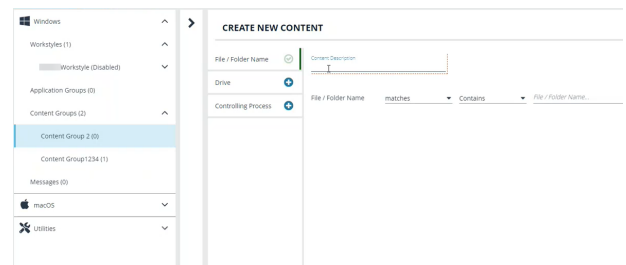 Windows
Workstyles (1)
Workstyle (Disabled)
Application Groups (0)
Content Groups (2)
Content Group 2 (0)
Content Group1234 (1)
Messages (0)
macOS
Utilities
CREATE NEW CONTENT
File / Folder Name
Drive
Controlling Process
Content Description
File / Folder Name matches Contains File / Folder Name...